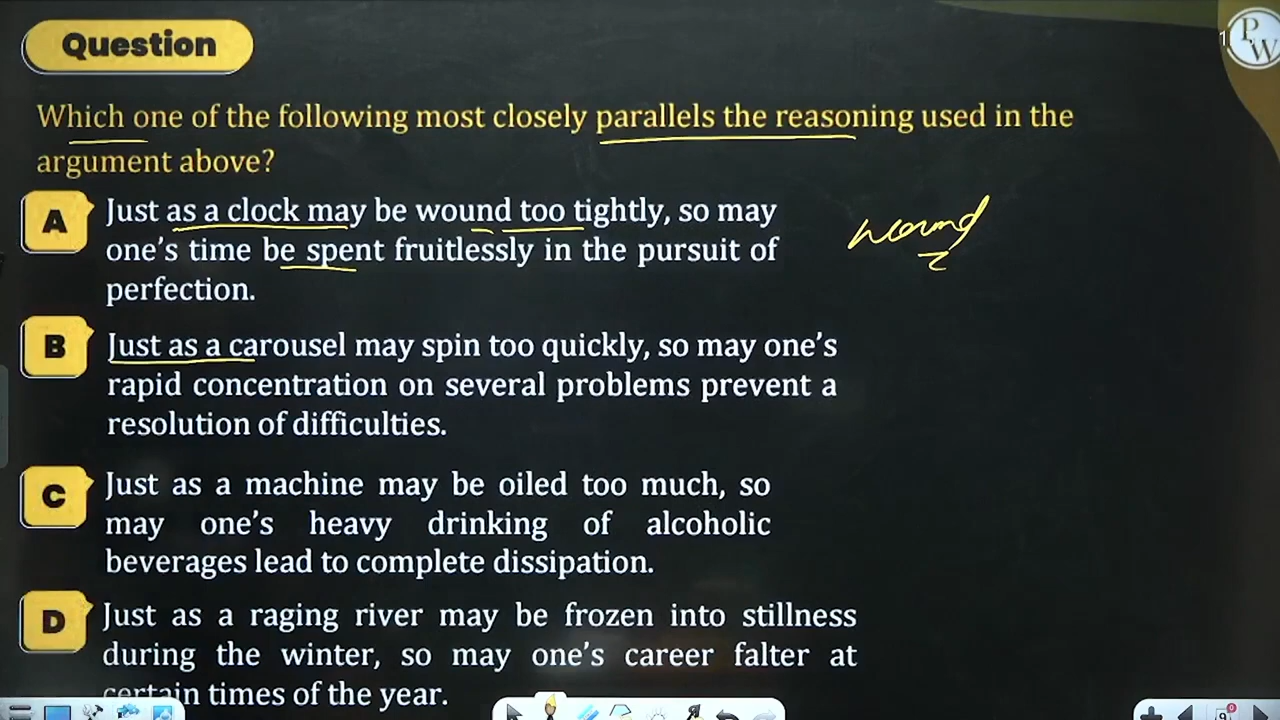 Question
Which one of the following most closely parallels the reasoning used in the
argument above?
A
Just as a clock may be wound too tightly, so may
one's time be spent fruitlessly in the pursuit of
perfection.
wound
B
Just as a carousel may spin too quickly, so may one's
rapid concentration on several problems prevent a
resolution of difficulties.
C
Just as a machine may be oiled too much, so
may one's heavy drinking of alcoholic
beverages lead to complete dissipation.
D
Just as a raging river may be frozen into stillness
during the winter, so may one's career falter at
certain times of the year.
P
W
9